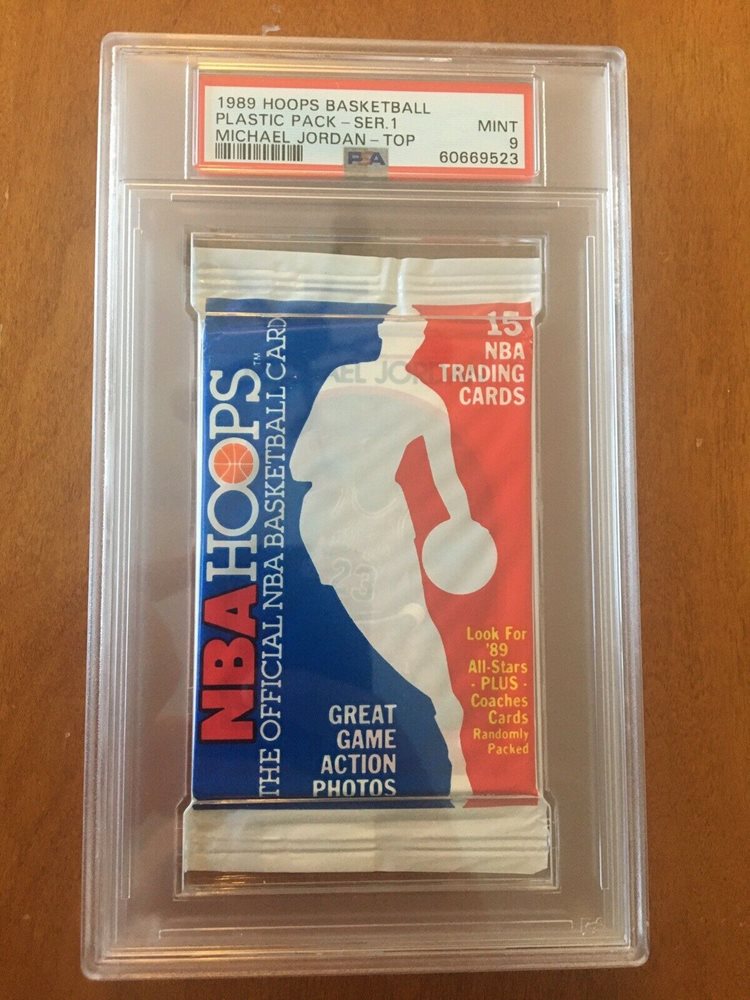 1989 HOOPS BASKETBALL
PLASTIC PACK - SER.1
MICHAEL JORDAN - TOP
MINT
9
PSA
60669523
15
NBA
TRADING
CARDS
NBA HOOPS™
THE OFFICIAL NBA BASKETBALL CARD
23
Look For
'89
All-Stars
- PLUS -
Coaches
Cards
Randomly
Packed
GREAT
GAME
ACTION
PHOTOS